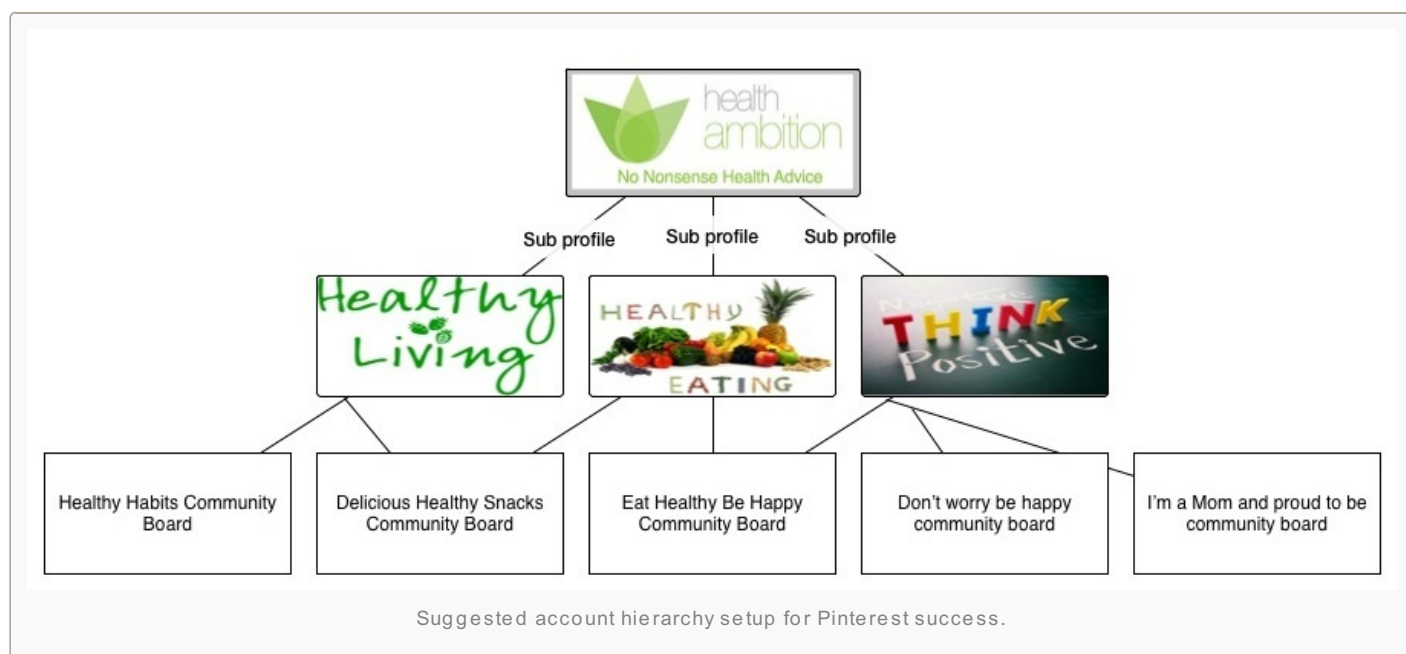 health
ambition
No Nonsense Health Advice
Sub profile
Sub profile
Sub profile
Healthy
Living
HEALTHY
EATING
Negative
THINK
Positive
Healthy Habits Community
Board
Delicious Healthy Snacks
Community Board
Eat Healthy Be Happy
Community Board
Don't worry be happy
community board
I'm a Mom and proud to be
community board
Suggested account hierarchy setup for Pinterest success.